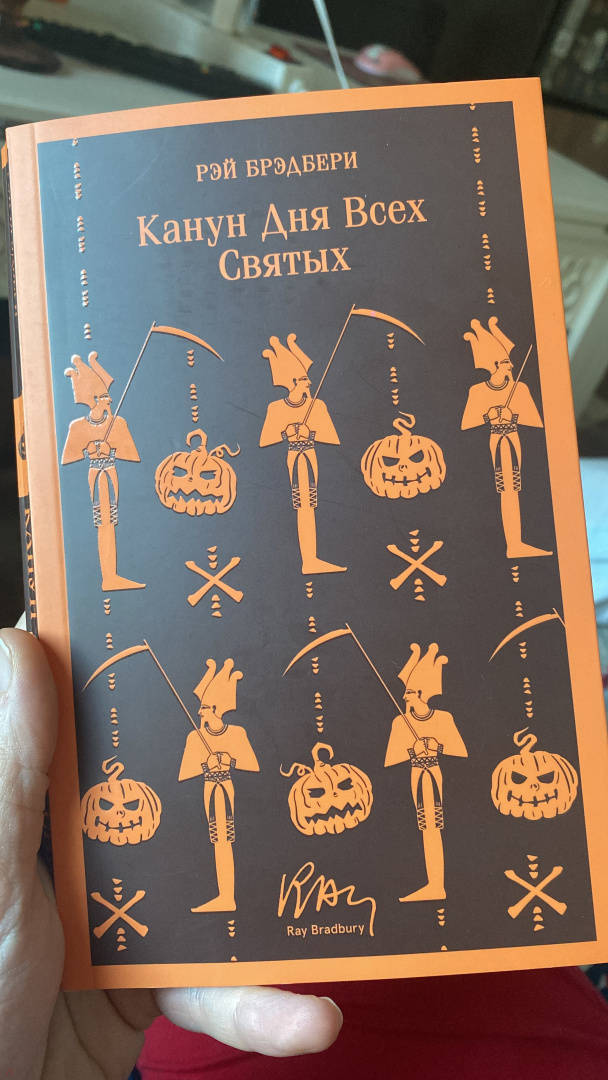 РЭЙ БРЭДБЕРИ
Канун Дня Всех
Святых
RAY
Ray Bradbury